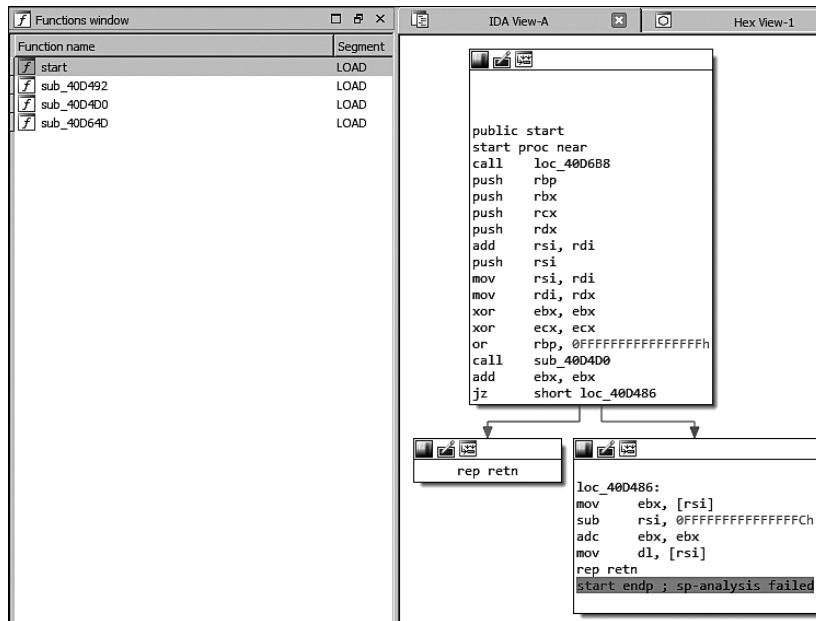 Functions window
Function name Segment
f start LOAD
f sub_40D492 LOAD
f sub_40D4D0 LOAD
f sub_40D64D LOAD
IDA View-A
Hex View-1
public start
start proc near
call loc_40D6B8
push rbp
push rbx
push rcx
push rdx
add rsi, rdi
push rsi
mov rsi, rdi
mov rdi, rdx
xor ebx, ebx
xor ecx, ecx
or rbp, 0FFFFFFFFFFFFFFFFh
call sub_40D4D0
add ebx, ebx
jz short loc_40D486
rep retn
loc_40D486:
mov ebx, [rsi]
sub rsi, 0FFFFFFFFFFFFFFFCh
adc ebx, ebx
mov dl, [rsi]
rep retn
start endp ; sp-analysis failed